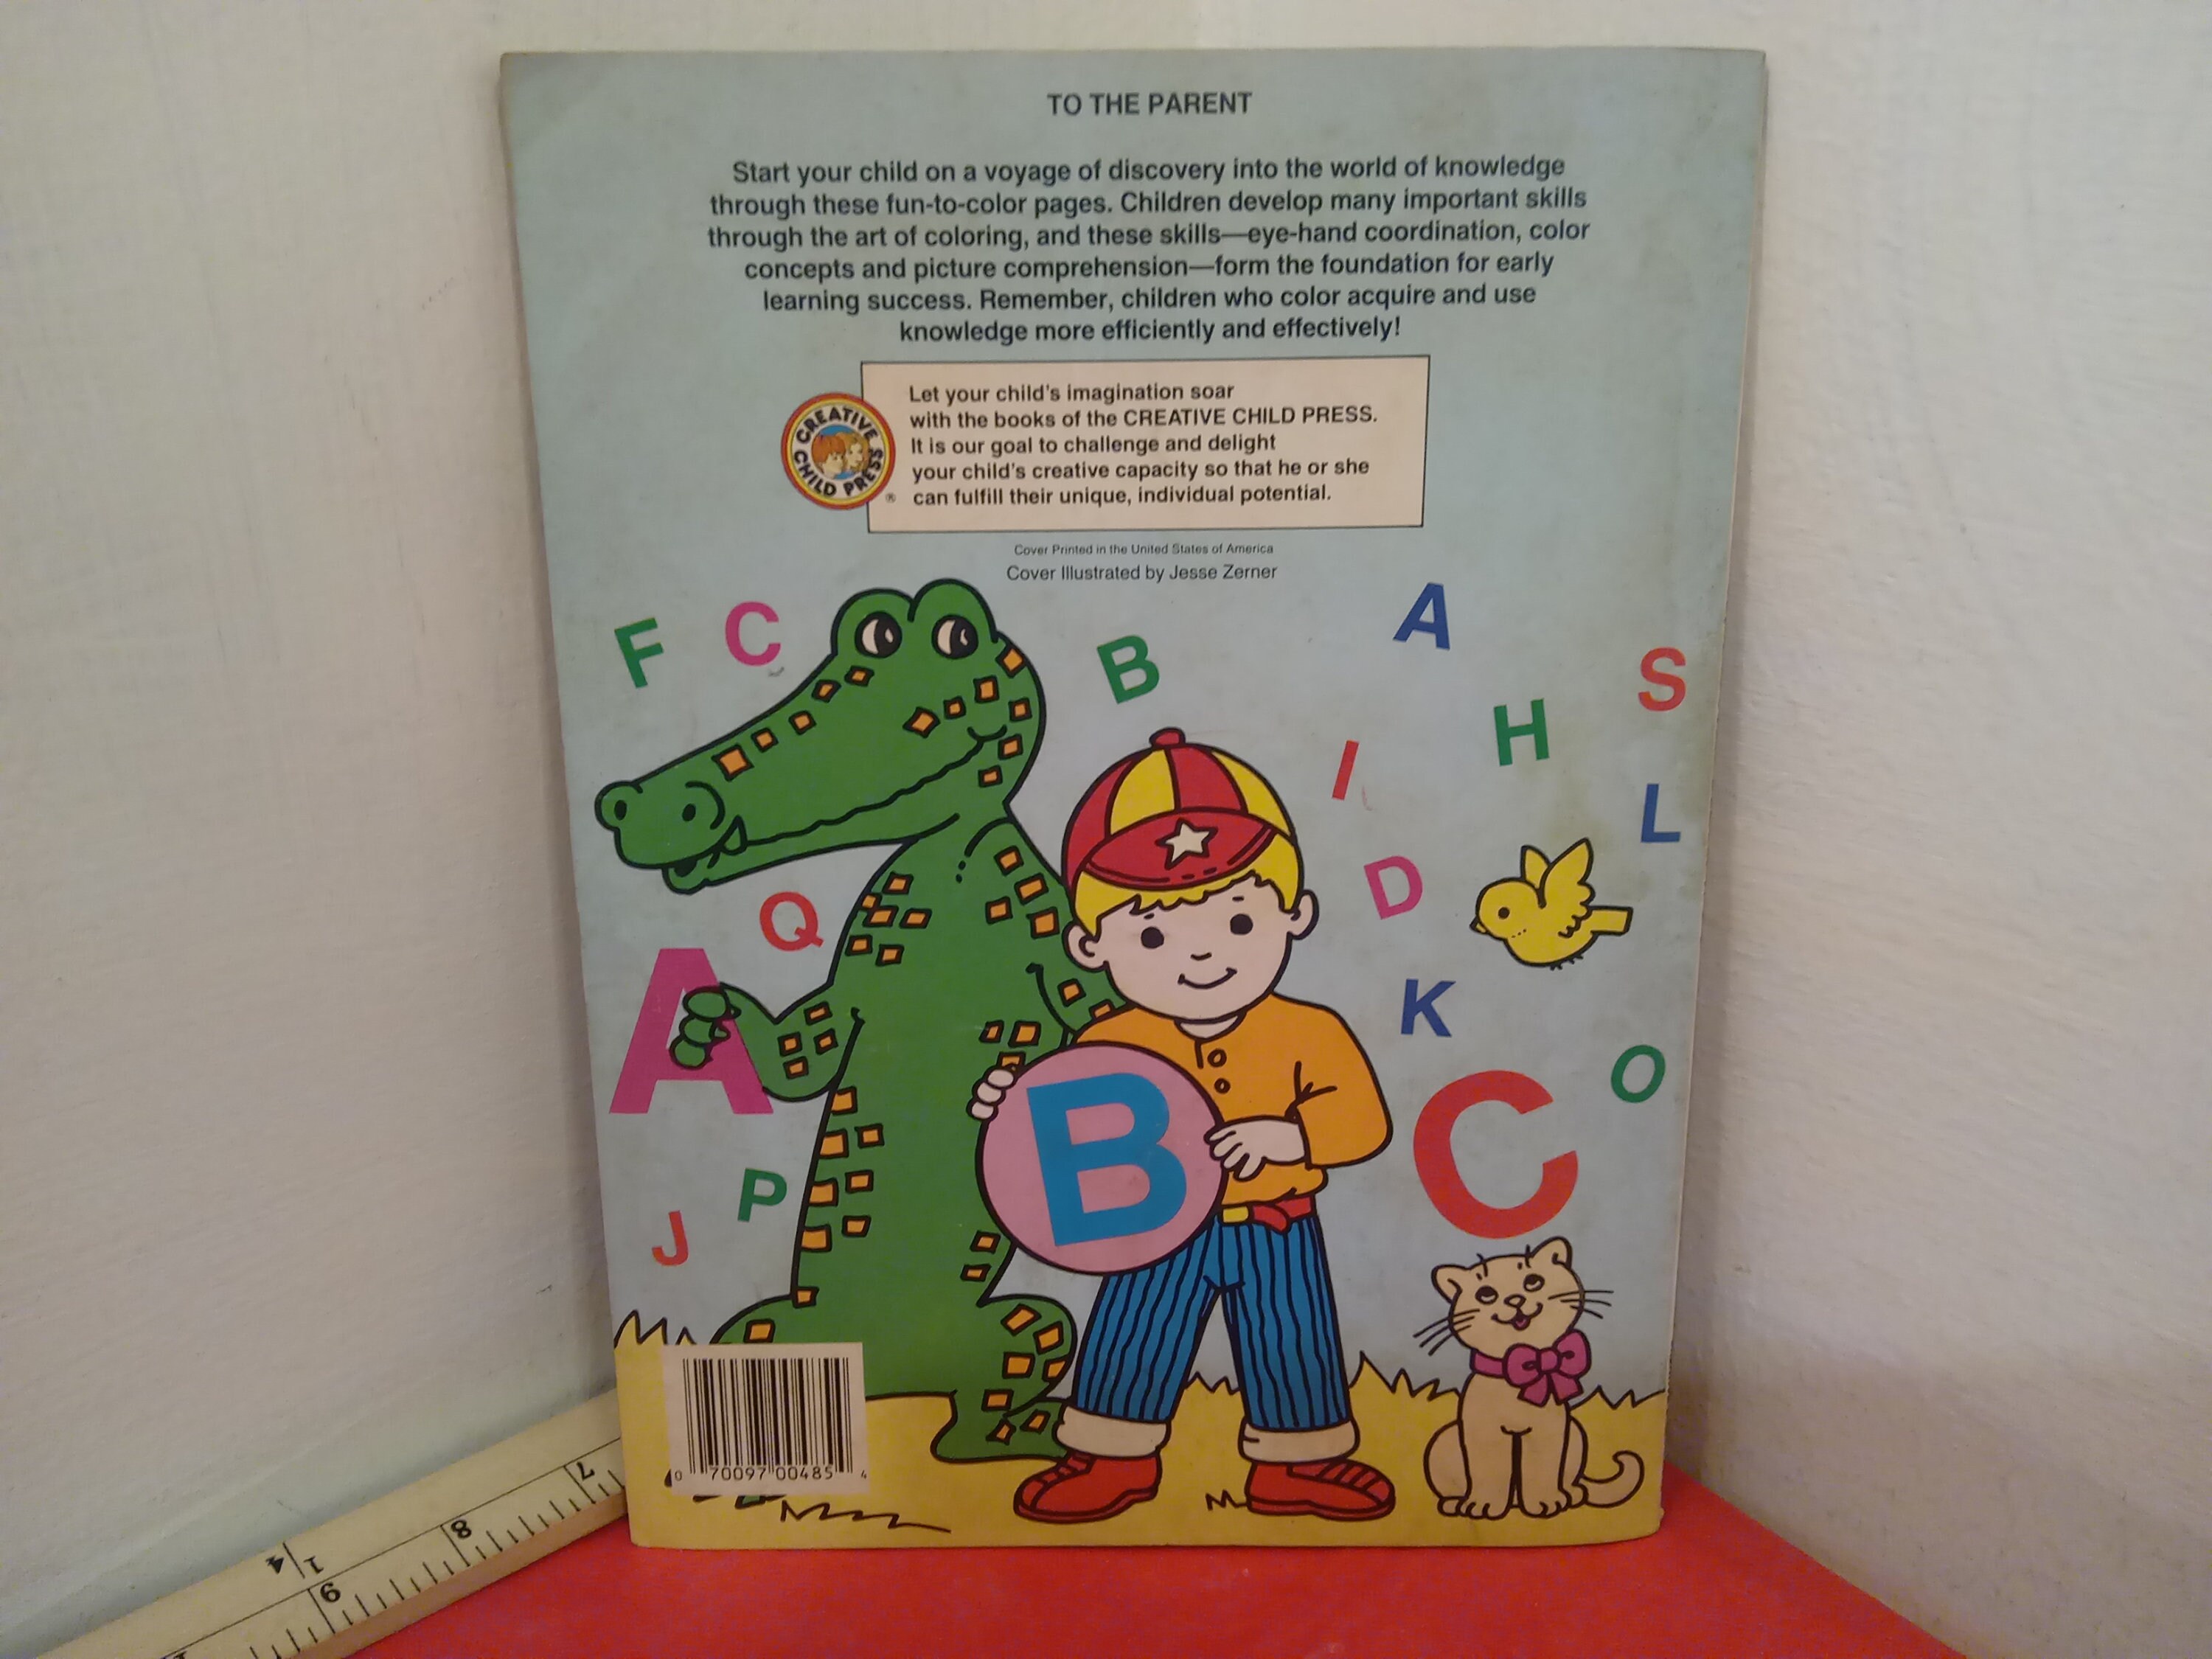 TO THE PARENT
Start your child on a voyage of discovery into the world of knowledge
through these fun-to-color pages. Children develop many important skills
through the art of coloring, and these skills—eye-hand coordination, color
concepts and picture comprehension—form the foundation for early
learning success. Remember, children who color acquire and use
knowledge more efficiently and effectively!
CREATIVE CHILD PRESS ®
Let your child's imagination soar
with the books of the CREATIVE CHILD PRESS.
It is our goal to challenge and delight
your child's creative capacity so that he or she
can fulfill their unique, individual potential.
Cover Printed in the United States of America
Cover Illustrated by Jesse Zerner
F C B A
S
H
I
L
D
Q
A
K
O
B C
P
J
0 70097 00485 4
7
8
1/4
9